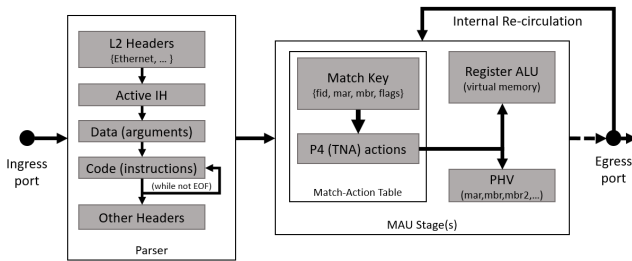 Internal Re-circulation
L2 Headers
{Ethernet, ... }
Active IH
Data (arguments)
Code (instructions)
(while not EOF)
Other Headers
Parser
Ingress
port
Match Key
{fid, mar, mbr, flags}
P4 (TNA) actions
Match-Action Table
Register ALU
(virtual memory)
PHV
(mar,mbr,mbr2,...)
MAU Stage(s)
Egress
port